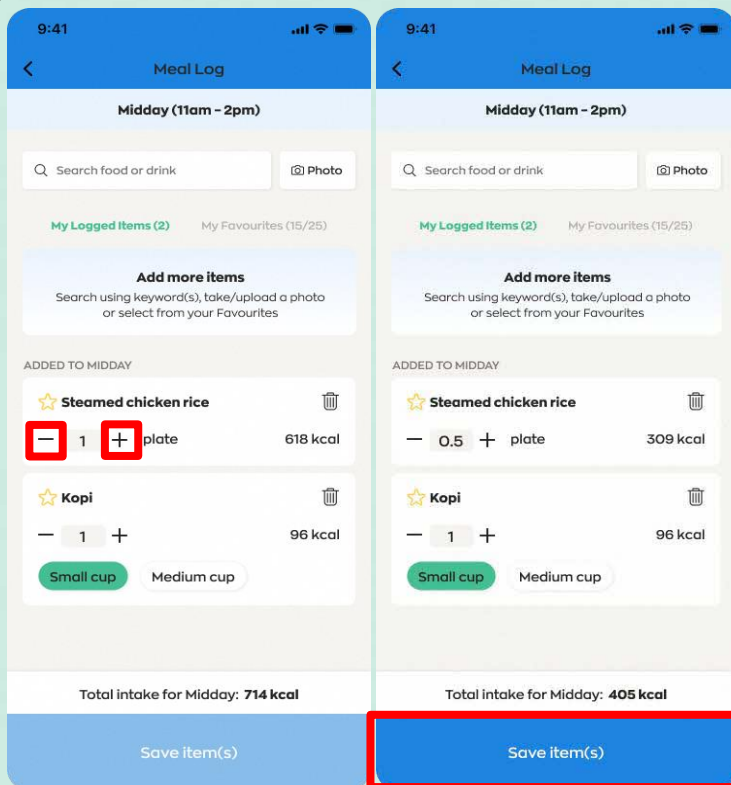 9:41
Meal Log
Midday (11am - 2pm)
Search food or drink
Photo
My Logged Items (2) My Favourites (15/25)
Add more items
Search using keyword(s), take/upload a photo
or select from your Favourites
ADDED TO MIDDAY
Steamed chicken rice
— 1 + plate 618 kcal
Kopi
— 1 + 96 kcal
Small cup Medium cup
Total intake for Midday: 714 kcal
Save item(s)
9:41
Meal Log
Midday (11am - 2pm)
Search food or drink
Photo
My Logged Items (2) My Favourites (15/25)
Add more items
Search using keyword(s), take/upload a photo
or select from your Favourites
ADDED TO MIDDAY
Steamed chicken rice
— 0.5 + plate 309 kcal
Kopi
— 1 + 96 kcal
Small cup Medium cup
Total intake for Midday: 405 kcal
Save item(s)